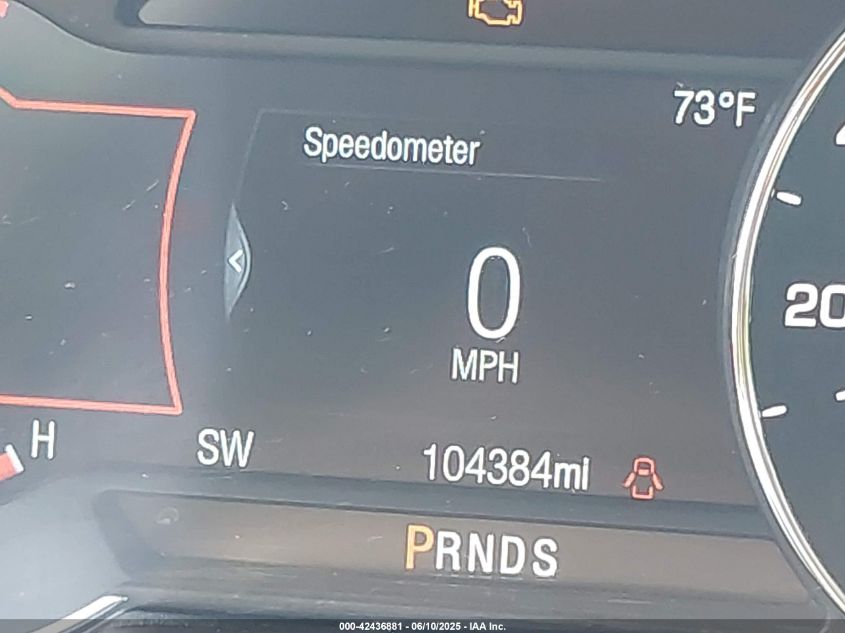 73°F
Speedometer
0
MPH
20
H
SW
104384mi
PRNDS
000-42436881 - 06/10/2025 - IAA Inc.